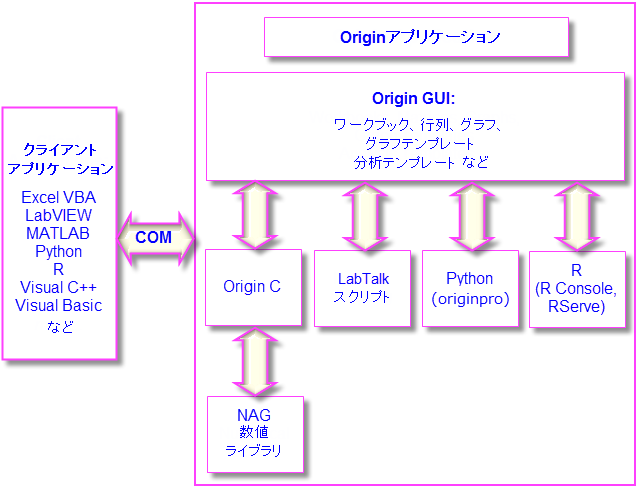 Originアプリケーション
Origin GUI:
ワークブック、行列、グラフ、
グラフテンプレート
分析テンプレート など
クライアント
アプリケーション
Excel VBA
LabVIEW
MATLAB
Python
R
Visual C++
Visual Basic
など
COM
Origin C
LabTalk
スクリプト
Python
(originpro)
R
(R Console,
RServe)
NAG
数値
ライブラリ